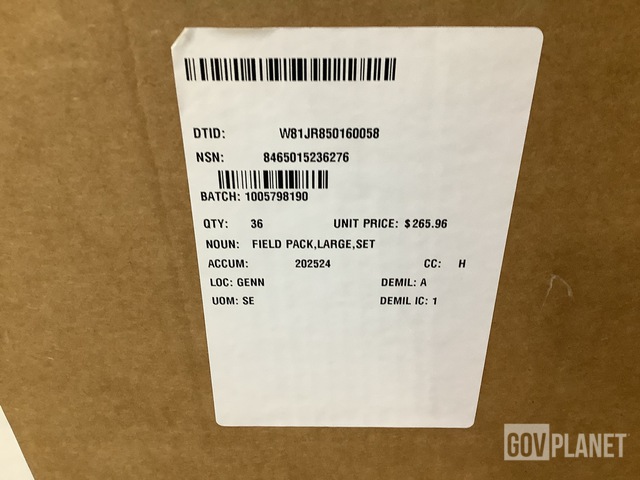 DTID: W81JR850160058
NSN: 8465015236276
BATCH: 1005798190
QTY: 36 UNIT PRICE: $265.96
NOUN: FIELD PACK,LARGE,SET
ACCUM: 202524 CC: H
LOC: GENN DEMIL: A
UOM: SE DEMIL IC: 1
GOVPLANET